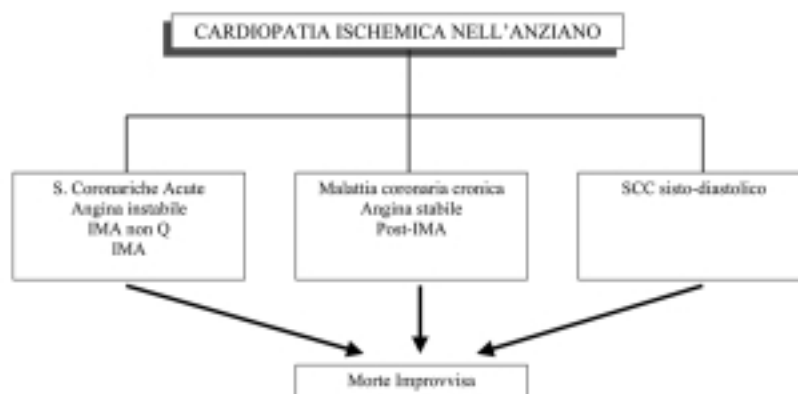 CARDIOPATIA ISCHEMICA NELL'ANZIANO
S. Coronariche Acute
Angina instabile
IMA non Q
IMA
Malattia coronaria cronica
Angina stabile
Post-IMA
SCC sisto-diastolico
Morte Improvvisa